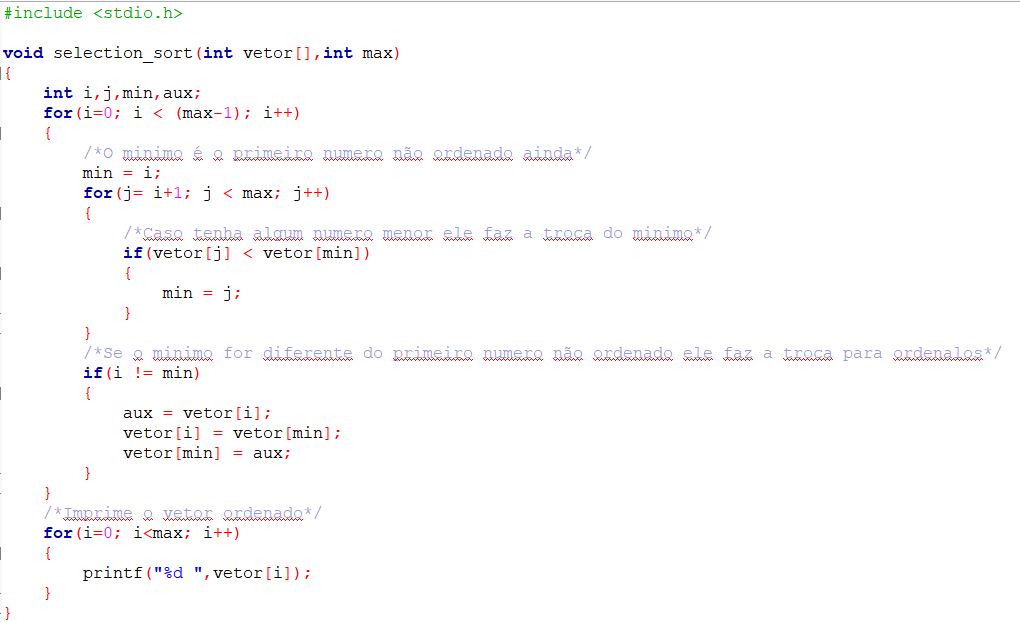 #include <stdio.h>
void selection_sort(int vetor[],int max)
{
int i,j,min,aux;
for(i=0; i < (max-1); i++)
{
/*O minimo é o primeiro numero não ordenado ainda*/
min = i;
for(j= i+1; j < max; j++)
{
/*Caso tenha algum numero menor ele faz a troca do minimo*/
if(vetor[j] < vetor[min])
{
min = j;
}
}
/*Se o minimo for diferente do primeiro numero não ordenado ele faz a troca para ordenalos*/
if(i != min)
{
aux = vetor[i];
vetor[i] = vetor[min];
vetor[min] = aux;
}
}
/*Imprime o vetor ordenado*/
for(i=0; i<max; i++)
{
printf("%d ",vetor[i]);
}
}